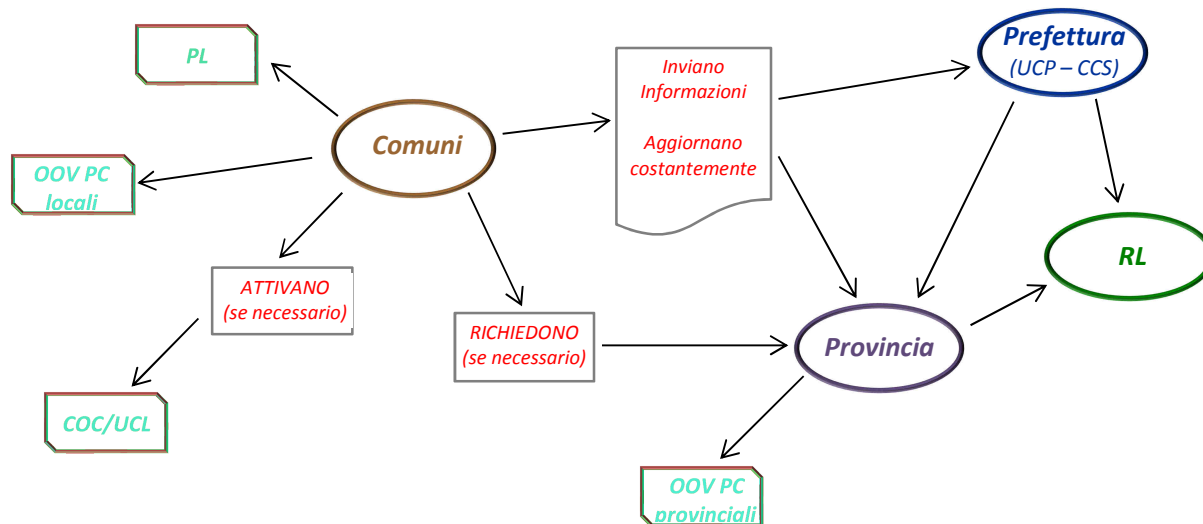 PL
Prefettura
(UCP – CCS)
Inviano
Informazioni
Aggiornano
costantemente
Comuni
OOV PC
locali
RL
ATTIVANO
(se necessario)
RICHIEDONO
(se necessario)
Provincia
COC/UCL
OOV PC
provinciali